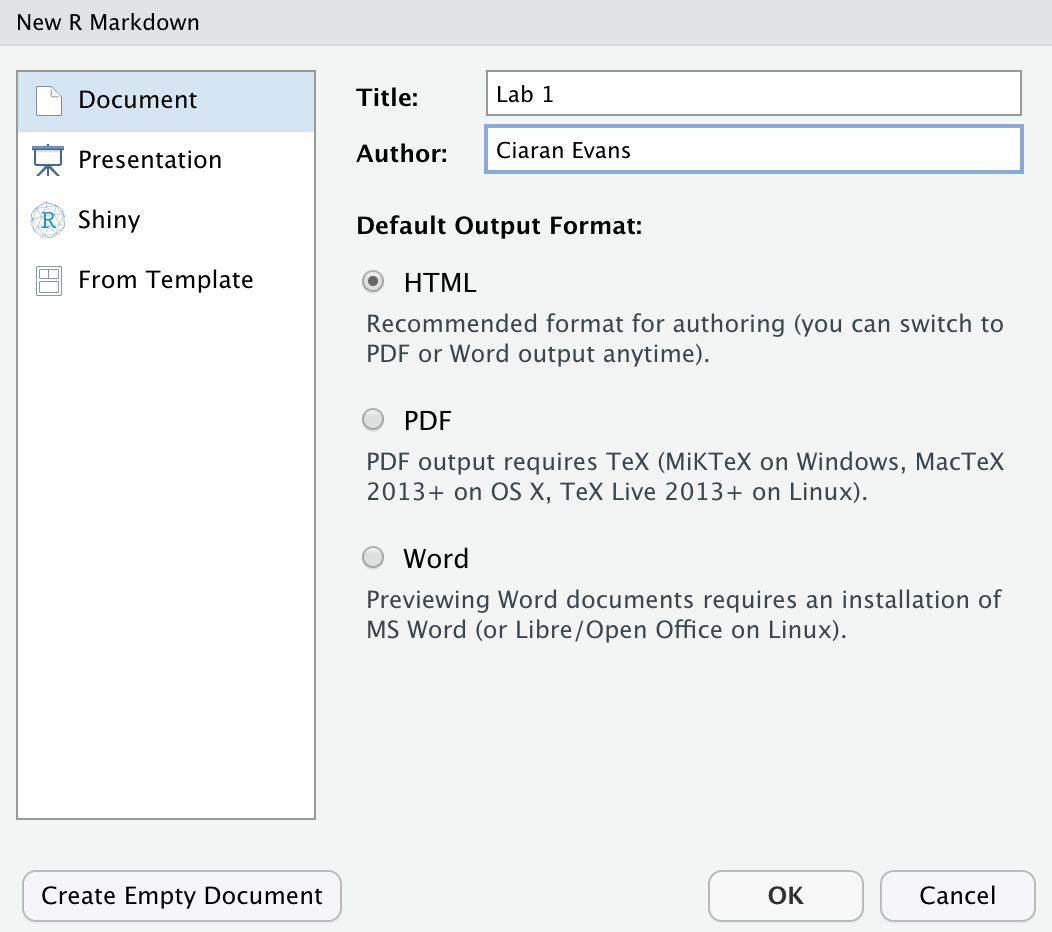 New R Markdown
Document
Presentation
R
Shiny
From Template
Title:
Lab 1
Author:
Ciaran Evans
Default Output Format:
HTML
Recommended format for authoring (you can switch to
PDF or Word output anytime).
PDF
PDF output requires TeX (MiKTeX on Windows, MacTeX
2013+ on OS X, TeX Live 2013+ on Linux).
Word
Previewing Word documents requires an installation of
MS Word (or Libre/Open Office on Linux).
Create Empty Document
OK
Cancel